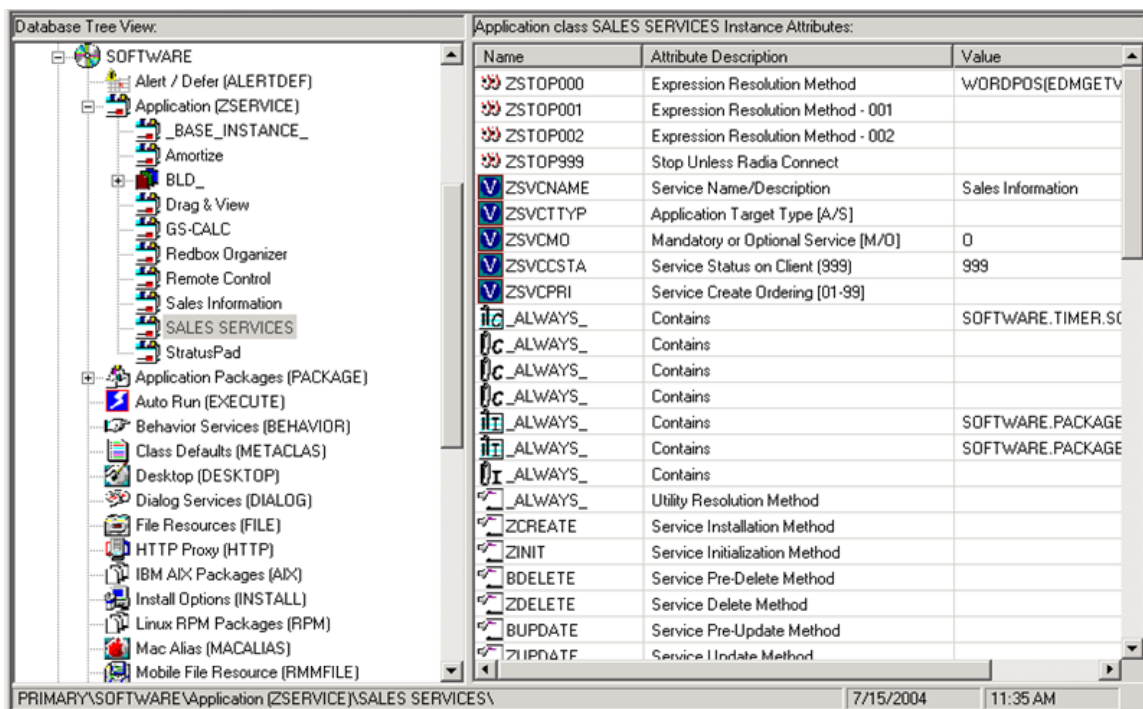 Database Tree View:
SOFTWARE
Alert / Defer (ALERTDEF)
Application (ZSERVICE)
_BASE_INSTANCE_
Amortize
BLD_
Drag & View
GS-CALC
Redbox Organizer
Remote Control
Sales Information
SALES SERVICES
StratusPad
Application Packages (PACKAGE)
Auto Run (EXECUTE)
Behavior Services (BEHAVIOR)
Class Defaults (METACLAS)
Desktop (DESKTOP)
Dialog Services (DIALOG)
File Resources (FILE)
HTTP Proxy (HTTP)
IBM AIX Packages (AIX)
Install Options (INSTALL)
Linux RPM Packages (RPM)
Mac Alias (MACALIAS)
Mobile File Resource (RMMFILE)
Application class SALES SERVICES Instance Attributes:
Name Attribute Description Value
ZSTOP000 Expression Resolution Method WORDPOS(EDMGETV
ZSTOP001 Expression Resolution Method - 001
ZSTOP002 Expression Resolution Method - 002
ZSTOP999 Stop Unless Radia Connect
V ZSVCNAME Service Name/Description Sales Information
V ZSVCTTYP Application Target Type [A/S]
V ZSVCMO Mandatory or Optional Service [M/O] O
V ZSVCCSTA Service Status on Client (999) 999
V ZSVCPRI Service Create Ordering [01-99]
C _ALWAYS_ Contains SOFTWARE.TIMER.SC
C _ALWAYS_ Contains
C _ALWAYS_ Contains
C _ALWAYS_ Contains
I _ALWAYS_ Contains SOFTWARE.PACKAGE
I _ALWAYS_ Contains SOFTWARE.PACKAGE
I _ALWAYS_ Contains
_ALWAYS_ Utility Resolution Method
ZCREATE Service Installation Method
ZINIT Service Initialization Method
BDELETE Service Pre-Delete Method
ZDELETE Service Delete Method
BUPDATE Service Pre-Update Method
ZUPDATE Service Update Method
PRIMARY\SOFTWARE\Application (ZSERVICE)\SALES SERVICES\ 7/15/2004 11:35 AM